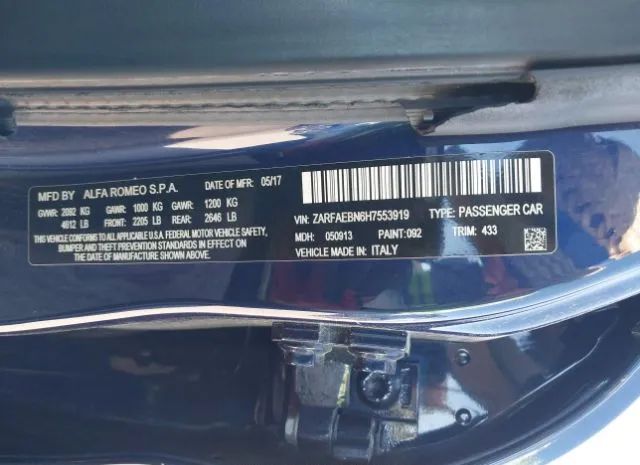 MFD BY ALFA ROMEO S.P.A. DATE OF MFR: 05/17
GVWR: 2092 KG GAWR: 1000 KG GAWR: 1200 KG
4612 LB FRONT: 2205 LB REAR: 2646 LB
THIS VEHICLE CONFORMS TO ALL APPLICABLE U.S.A. FEDERAL MOTOR VEHICLE SAFETY,
BUMPER AND THEFT PREVENTION STANDARDS IN EFFECT ON
THE DATE OF MANUFACTURE SHOWN ABOVE.
VIN: ZARFAEBN6H7553919 TYPE: PASSENGER CAR
MDH: 050913 PAINT: 092 TRIM: 433
VEHICLE MADE IN: ITALY